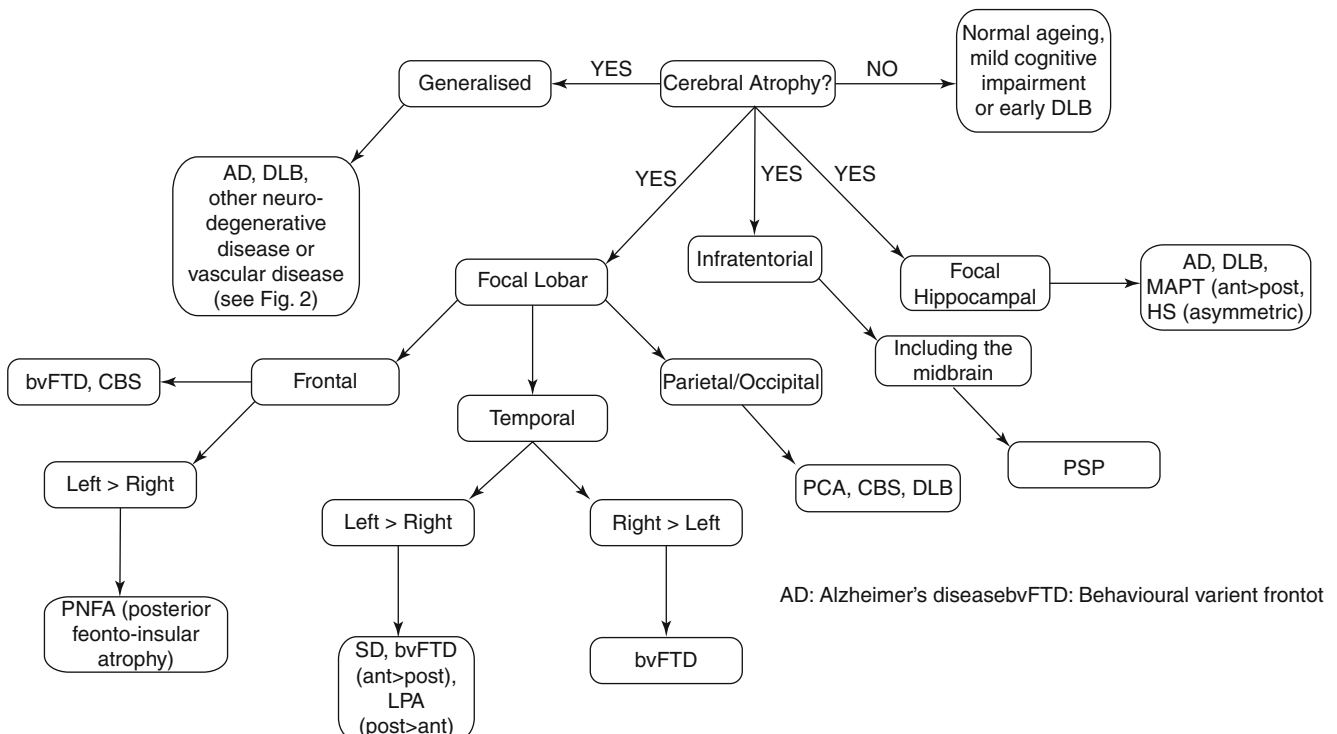 Generalised
YES
Cerebral Atrophy?
NO
Normal ageing,
mild cognitive
impairment
or early DLB
AD, DLB,
other neuro-
degenerative
disease or
vascular disease
(see Fig. 2)
YES
YES
YES
Focal Lobar
Infratentorial
Focal
Hippocampal
AD, DLB,
MAPT (ant>post,
HS (asymmetric)
bvFTD, CBS
Frontal
Temporal
Parietal/Occipital
Including the
midbrain
Left > Right
Left > Right
Right > Left
PCA, CBS, DLB
PSP
PNFA (posterior
feonto-insular
atrophy)
SD, bvFTD
(ant>post),
LPA
(post>ant)
bvFTD
AD: Alzheimer's diseasebvFTD: Behavioural varient frontot